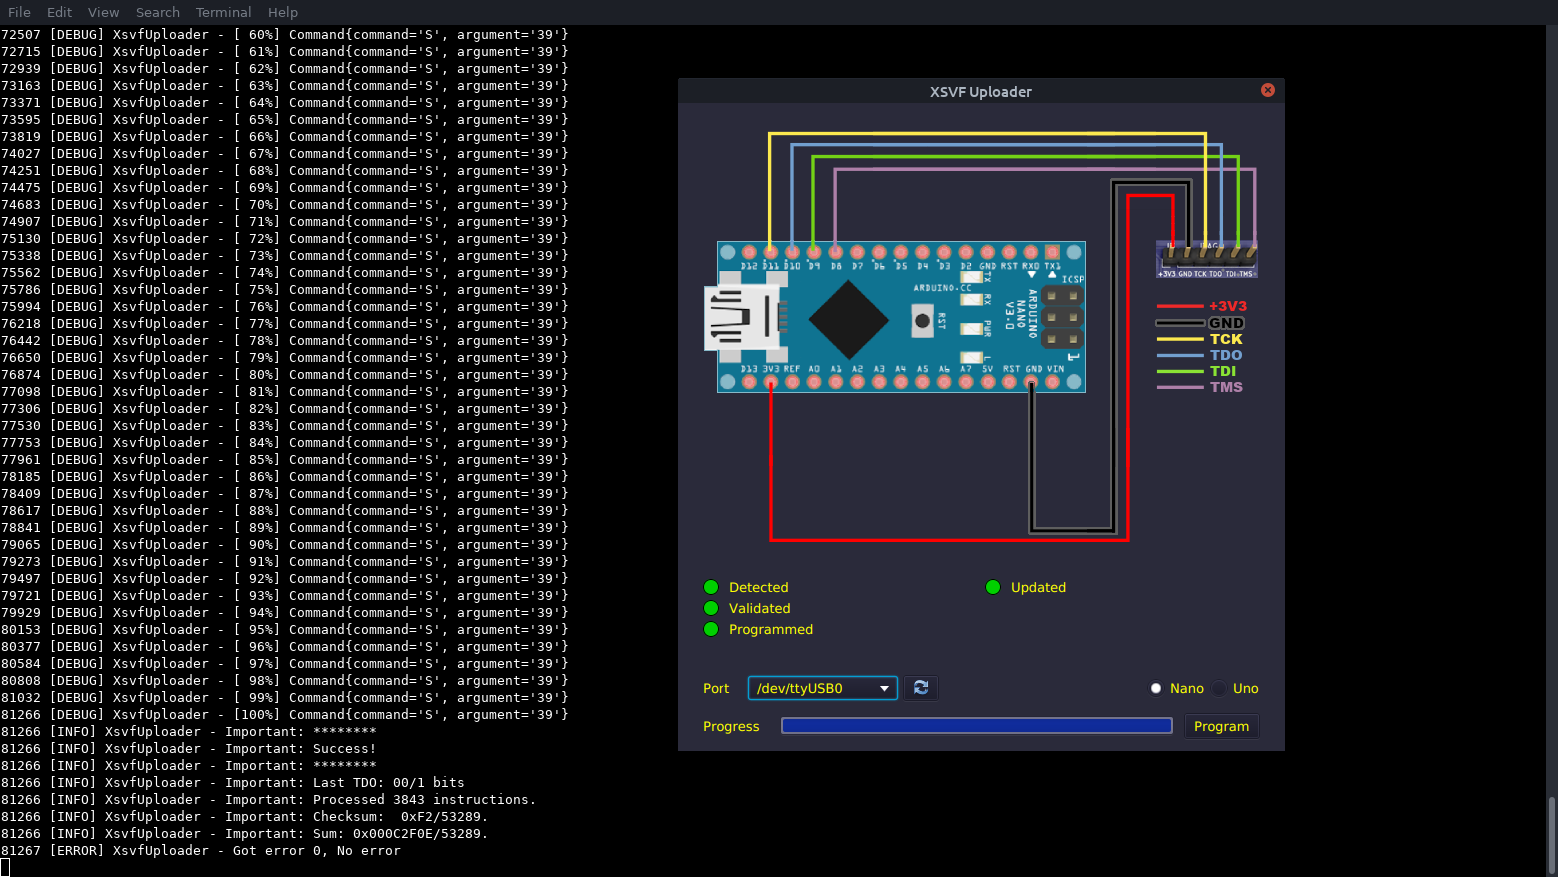 File Edit View Search Terminal Help
72507 [DEBUG] XsvfUploader - [ 60%] Command{command='S', argument='39'}
72715 [DEBUG] XsvfUploader - [ 61%] Command{command='S', argument='39'}
72939 [DEBUG] XsvfUploader - [ 62%] Command{command='S', argument='39'}
73163 [DEBUG] XsvfUploader - [ 63%] Command{command='S', argument='39'}
73371 [DEBUG] XsvfUploader - [ 64%] Command{command='S', argument='39'}
73595 [DEBUG] XsvfUploader - [ 65%] Command{command='S', argument='39'}
73819 [DEBUG] XsvfUploader - [ 66%] Command{command='S', argument='39'}
74027 [DEBUG] XsvfUploader - [ 67%] Command{command='S', argument='39'}
74251 [DEBUG] XsvfUploader - [ 68%] Command{command='S', argument='39'}
74475 [DEBUG] XsvfUploader - [ 69%] Command{command='S', argument='39'}
74683 [DEBUG] XsvfUploader - [ 70%] Command{command='S', argument='39'}
74907 [DEBUG] XsvfUploader - [ 71%] Command{command='S', argument='39'}
75130 [DEBUG] XsvfUploader - [ 72%] Command{command='S', argument='39'}
75338 [DEBUG] XsvfUploader - [ 73%] Command{command='S', argument='39'}
75562 [DEBUG] XsvfUploader - [ 74%] Command{command='S', argument='39'}
75786 [DEBUG] XsvfUploader - [ 75%] Command{command='S', argument='39'}
75994 [DEBUG] XsvfUploader - [ 76%] Command{command='S', argument='39'}
76218 [DEBUG] XsvfUploader - [ 77%] Command{command='S', argument='39'}
76442 [DEBUG] XsvfUploader - [ 78%] Command{command='S', argument='39'}
76650 [DEBUG] XsvfUploader - [ 79%] Command{command='S', argument='39'}
76874 [DEBUG] XsvfUploader - [ 80%] Command{command='S', argument='39'}
77098 [DEBUG] XsvfUploader - [ 81%] Command{command='S', argument='39'}
77306 [DEBUG] XsvfUploader - [ 82%] Command{command='S', argument='39'}
77530 [DEBUG] XsvfUploader - [ 83%] Command{command='S', argument='39'}
77753 [DEBUG] XsvfUploader - [ 84%] Command{command='S', argument='39'}
77961 [DEBUG] XsvfUploader - [ 85%] Command{command='S', argument='39'}
78185 [DEBUG] XsvfUploader - [ 86%] Command{command='S', argument='39'}
78409 [DEBUG] XsvfUploader - [ 87%] Command{command='S', argument='39'}
78617 [DEBUG] XsvfUploader - [ 88%] Command{command='S', argument='39'}
78841 [DEBUG] XsvfUploader - [ 89%] Command{command='S', argument='39'}
79065 [DEBUG] XsvfUploader - [ 90%] Command{command='S', argument='39'}
79273 [DEBUG] XsvfUploader - [ 91%] Command{command='S', argument='39'}
79497 [DEBUG] XsvfUploader - [ 92%] Command{command='S', argument='39'}
79721 [DEBUG] XsvfUploader - [ 93%] Command{command='S', argument='39'}
79929 [DEBUG] XsvfUploader - [ 94%] Command{command='S', argument='39'}
80153 [DEBUG] XsvfUploader - [ 95%] Command{command='S', argument='39'}
80377 [DEBUG] XsvfUploader - [ 96%] Command{command='S', argument='39'}
80584 [DEBUG] XsvfUploader - [ 97%] Command{command='S', argument='39'}
80808 [DEBUG] XsvfUploader - [ 98%] Command{command='S', argument='39'}
81032 [DEBUG] XsvfUploader - [ 99%] Command{command='S', argument='39'}
81266 [DEBUG] XsvfUploader - [100%] Command{command='S', argument='39'}
81266 [INFO] XsvfUploader - Important: ********
81266 [INFO] XsvfUploader - Important: Success!
81266 [INFO] XsvfUploader - Important: ********
81266 [INFO] XsvfUploader - Important: Last TDO: 00/1 bits
81266 [INFO] XsvfUploader - Important: Processed 3843 instructions.
81266 [INFO] XsvfUploader - Important: Checksum:  0xF2/53289.
81266 [INFO] XsvfUploader - Important: Sum: 0x000C2F0E/53289.
81267 [ERROR] XsvfUploader - Got error 0, No error
XSVF Uploader
D12 D11 D10 D9 D8 D7 D6 D5 D4 D3 D2 GND RST RX0 TX1
ICSP
ARDUINO.CC
TX
RX
PWR
L
RST
ARDUINO
NANO
V3.0
1
D13 3V3 REF A0 A1 A2 A3 A4 A5 A6 A7 5V RST GND VIN
+3V3 GND TCK TDO TDI TMS
+3V3
GND
TCK
TDO
TDI
TMS
Detected
Updated
Validated
Programmed
Port /dev/ttyUSB0 Nano Uno
Progress Program